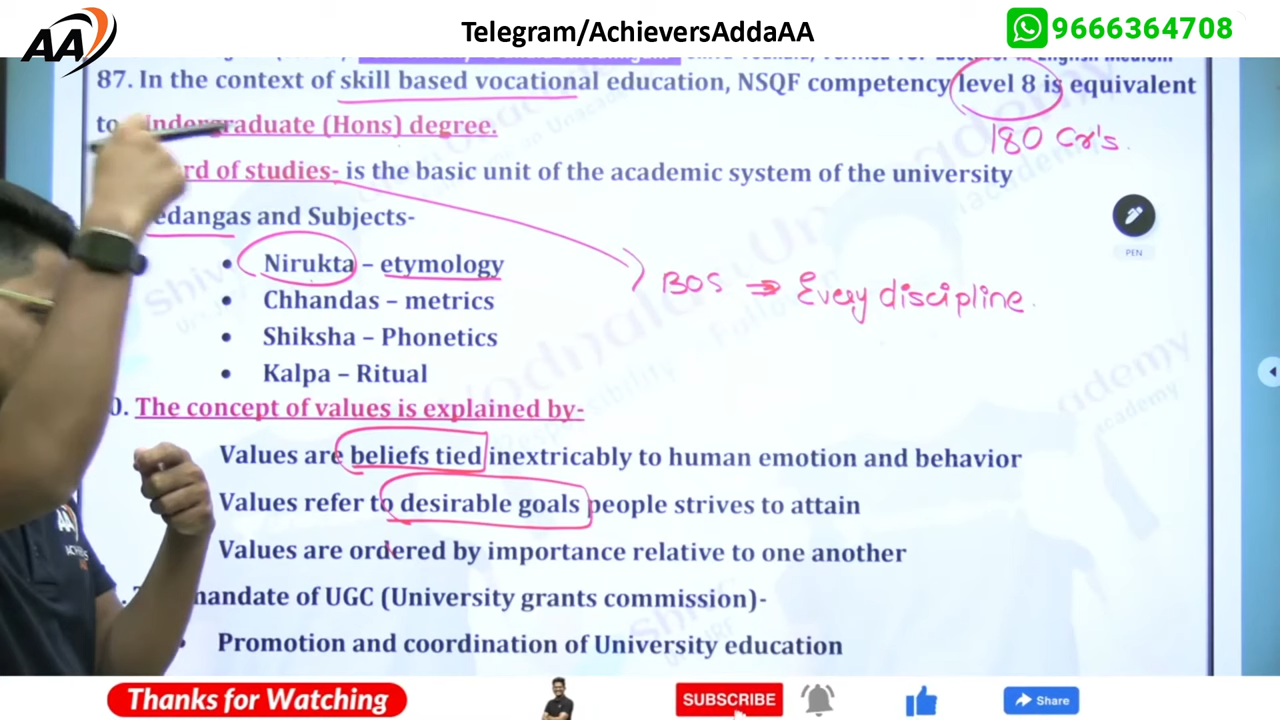 AA
Telegram/AchieversAddaAA
9666364708
87. In the context of skill based vocational education, NSQF competency level 8 is equivalent
to Undergraduate (Hons) degree.
180 Cr's.
rd of studies- is the basic unit of the academic system of the university
edangas and Subjects-
PEN
• Nirukta – etymology
BOS → Every discipline.
• Chhandas – metrics
• Shiksha – Phonetics
• Kalpa – Ritual
0. The concept of values is explained by-
Values are beliefs tied inextricably to human emotion and behavior
Values refer to desirable goals people strives to attain
Values are ordered by importance relative to one another
mandate of UGC (University grants commission)-
• Promotion and coordination of University education
Thanks for Watching
SUBSCRIBE
Share